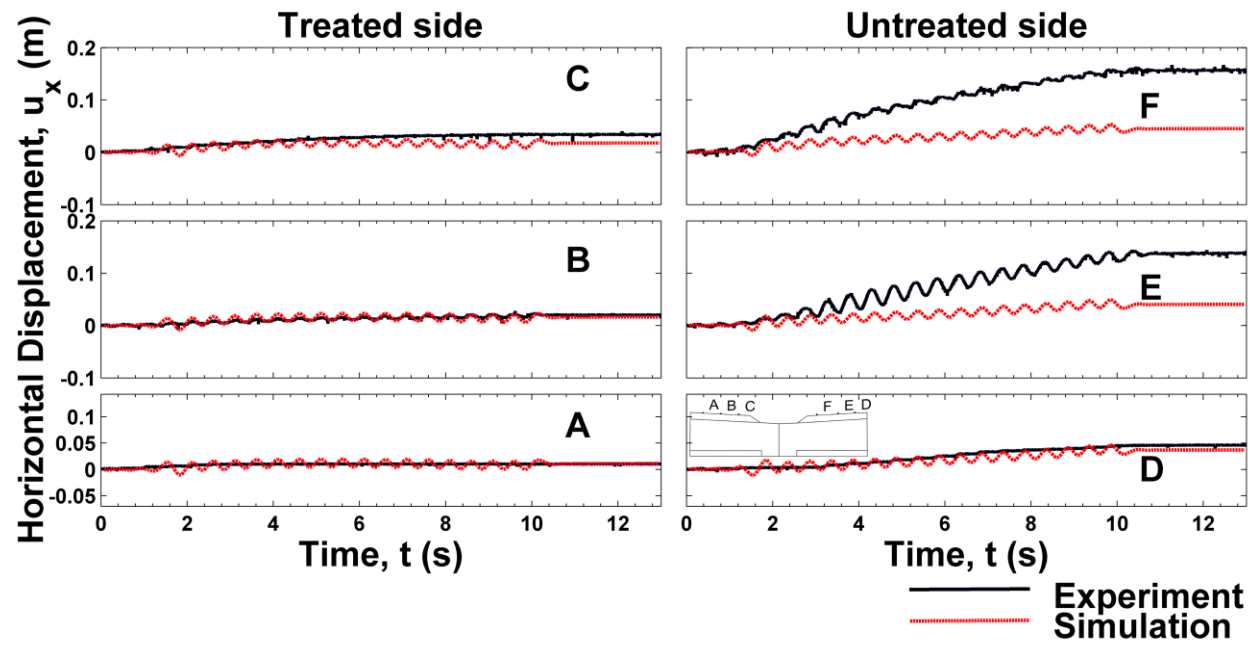 Treated side
Untreated side
Horizontal Displacement, u_x (m)
0.2
0.1
0
-0.1
C
F
0.2
0.1
0
-0.1
B
E
0.1
0.05
0
-0.05
A
A B C F E D
D
0 2 4 6 8 10 12
0 2 4 6 8 10 12
Time, t (s)
Time, t (s)
Experiment
Simulation